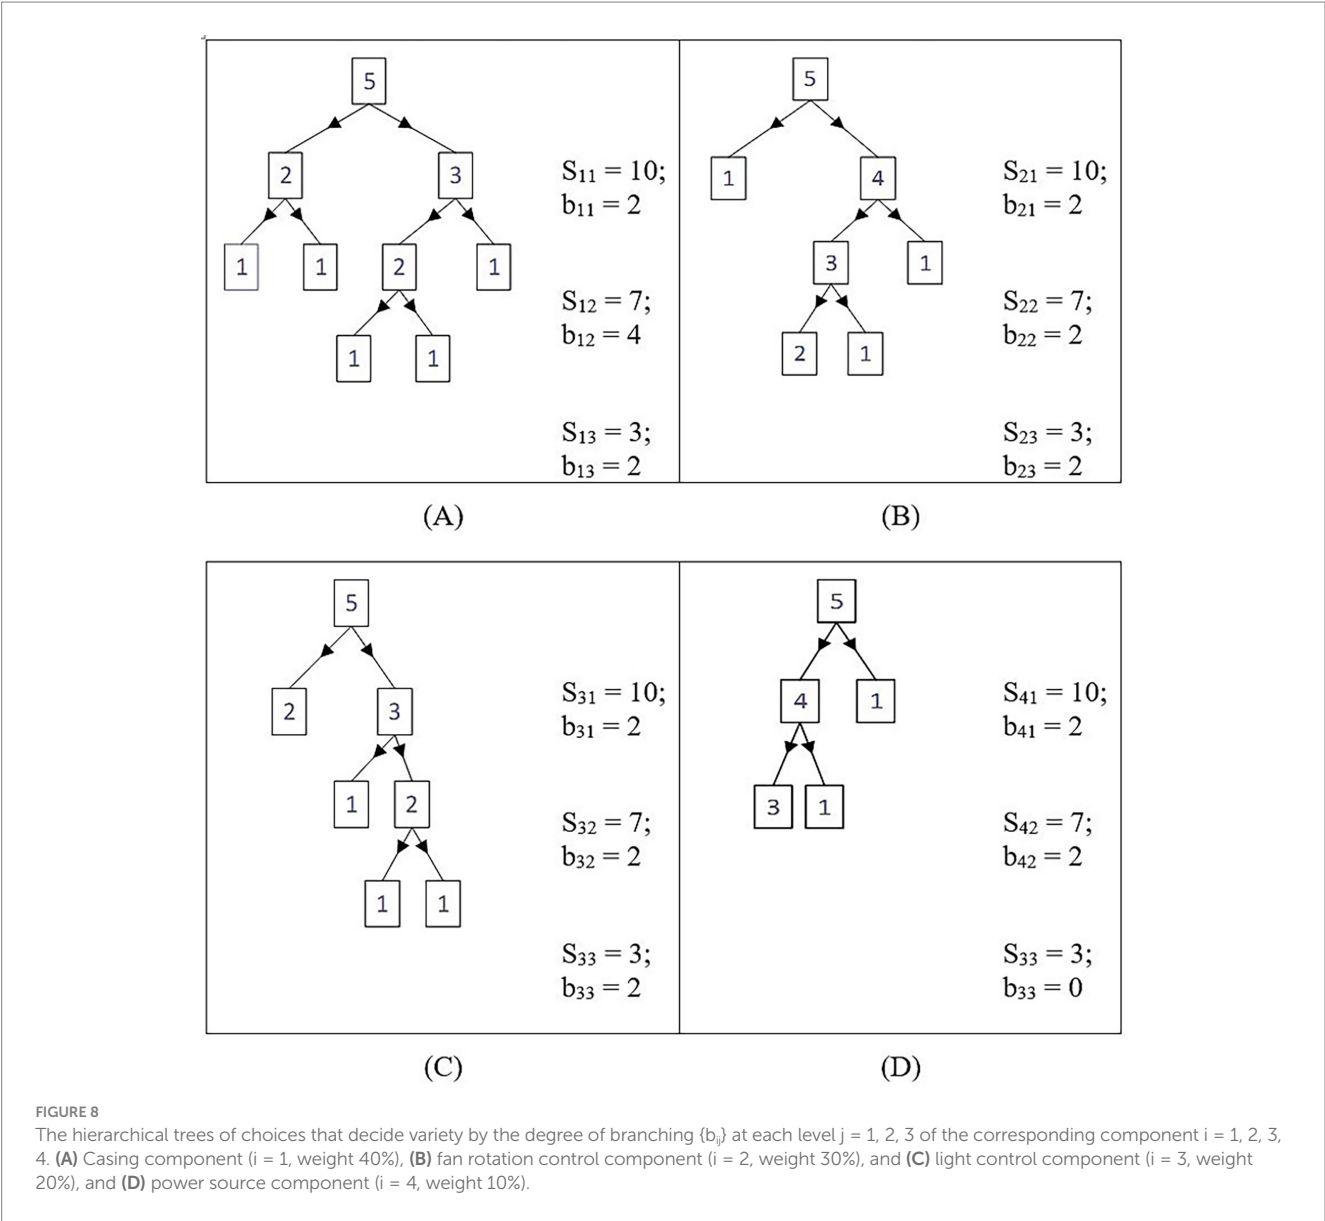 5
2 3
1 1 2 1
1 1
S₁₁ = 10;
b₁₁ = 2
S₁₂ = 7;
b₁₂ = 4
S₁₃ = 3;
b₁₃ = 2
(A)
5
1 4
3 1
2 1
S₂₁ = 10;
b₂₁ = 2
S₂₂ = 7;
b₂₂ = 2
S₂₃ = 3;
b₂₃ = 2
(B)
5
2 3
1 2
1 1
S₃₁ = 10;
b₃₁ = 2
S₃₂ = 7;
b₃₂ = 2
S₃₃ = 3;
b₃₃ = 2
(C)
5
4 1
3 1
S₄₁ = 10;
b₄₁ = 2
S₄₂ = 7;
b₄₂ = 2
S₃₃ = 3;
b₃₃ = 0
(D)
FIGURE 8
The hierarchical trees of choices that decide variety by the degree of branching {bᵢⱼ} at each level j = 1, 2, 3 of the corresponding component i = 1, 2, 3,
4. (A) Casing component (i = 1, weight 40%), (B) fan rotation control component (i = 2, weight 30%), and (C) light control component (i = 3, weight
20%), and (D) power source component (i = 4, weight 10%).